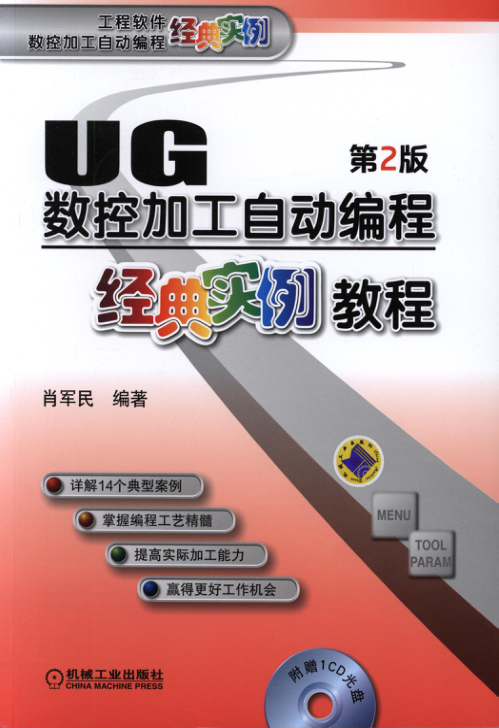 工程软件
数控加工自动编程 经典实例
UG
第2版
数控加工自动编程
经典实例 教程
肖军民 编著
详解14个典型案例
掌握编程工艺精髓
提高实际加工能力
赢得更好工作机会
MENU
TOOL
PARAM
机械工业出版社
CHINA MACHINE PRESS
附赠1CD光盘